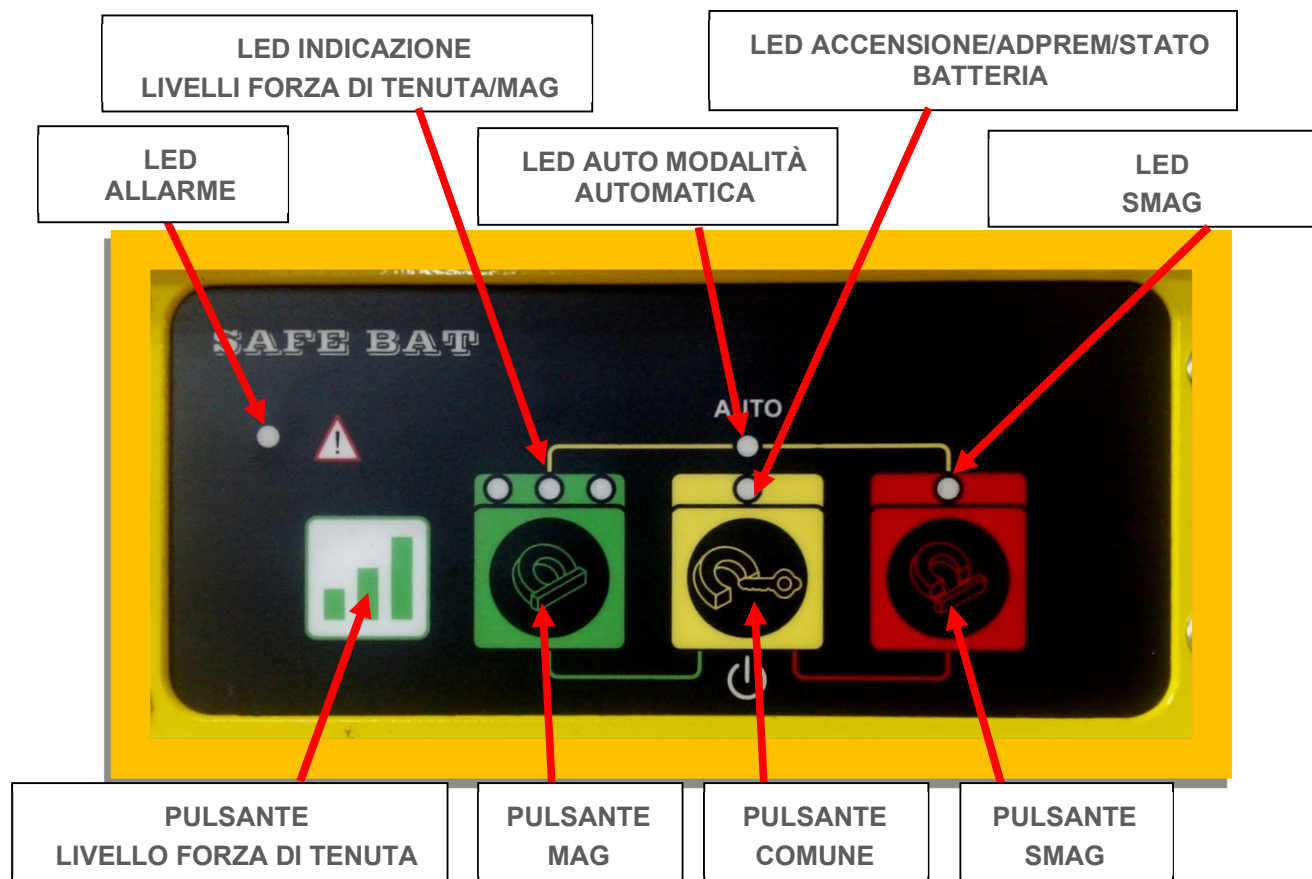 LED INDICAZIONE
LIVELLI FORZA DI TENUTA/MAG
LED ACCENSIONE/ADPREM/STATO
BATTERIA
LED
ALLARME
LED AUTO MODALITÀ
AUTOMATICA
LED
SMAG
SAFE BAT
AUTO
PULSANTE
LIVELLO FORZA DI TENUTA
PULSANTE
MAG
PULSANTE
COMUNE
PULSANTE
SMAG